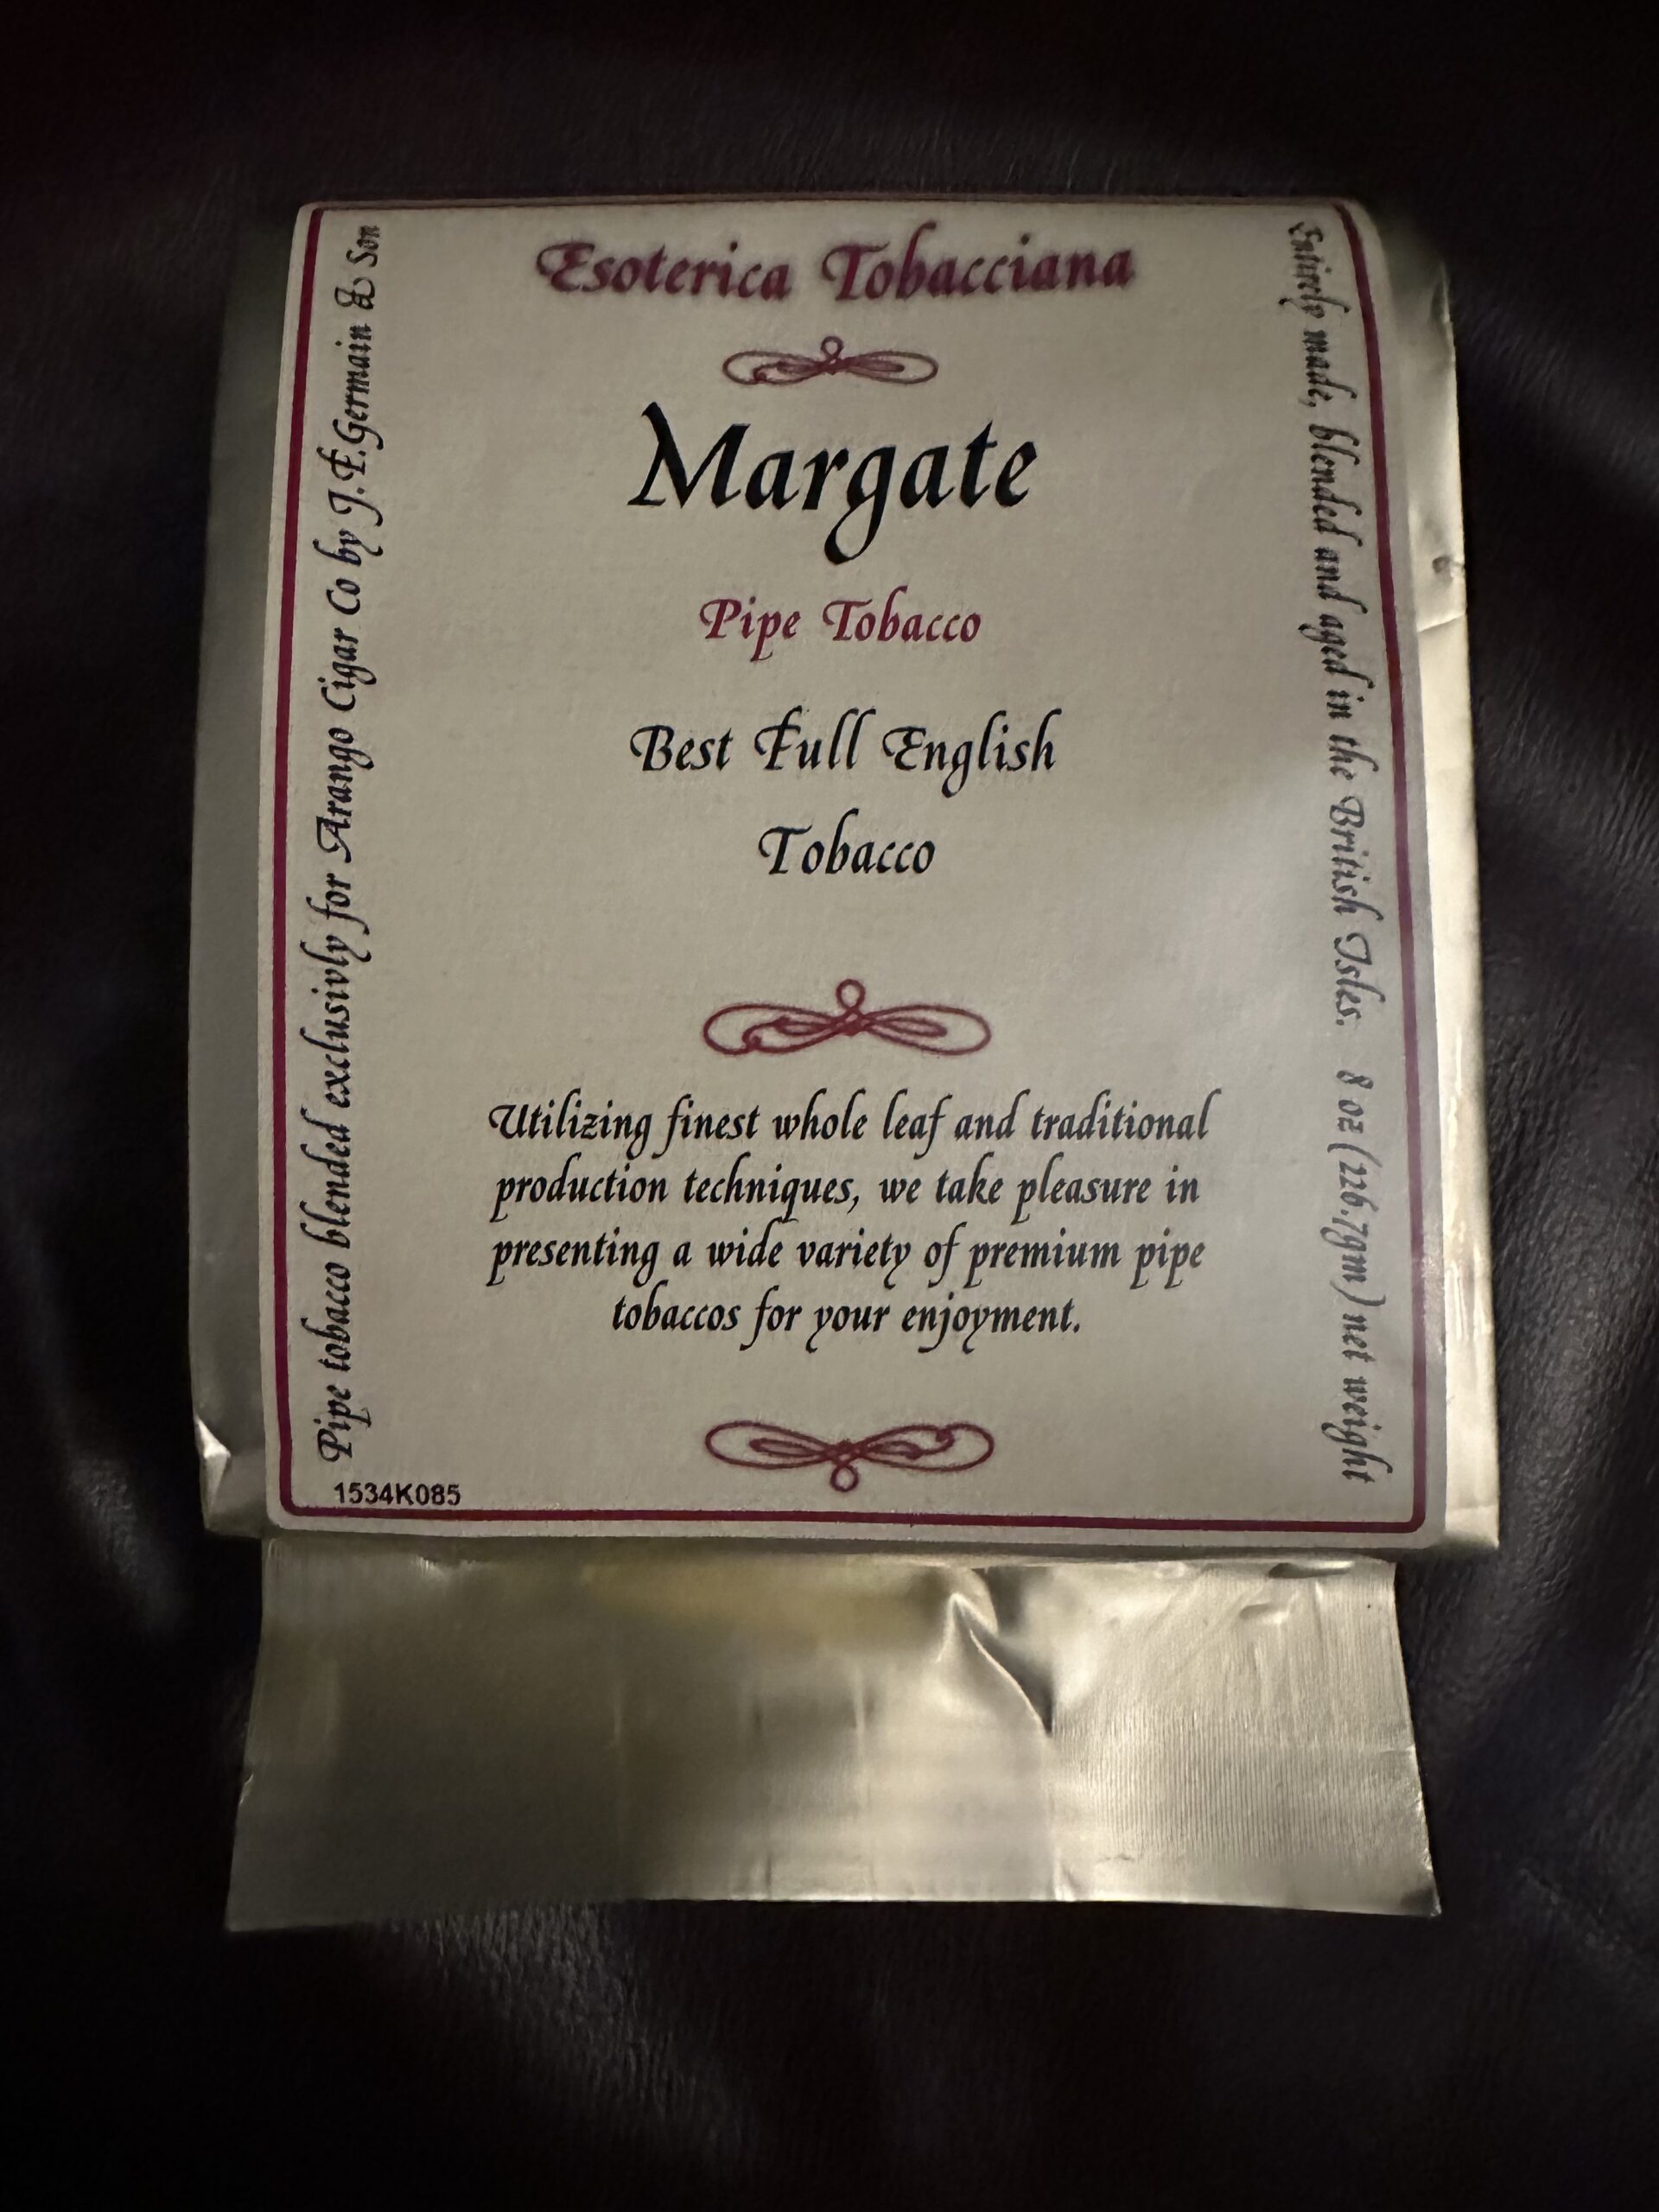 Esoterica Tobacciana
Margate
Pipe Tobacco
Best Full English
Tobacco
Utilizing finest whole leaf and traditional
production techniques, we take pleasure in
presenting a wide variety of premium pipe
tobaccos for your enjoyment.
Pipe tobacco blended exclusivly for Arango Cigar Co by J.F.Germain & Son
Entirely made, blended and aged in the British Isles. 8 oz (226.7gm) net weight
1534K085